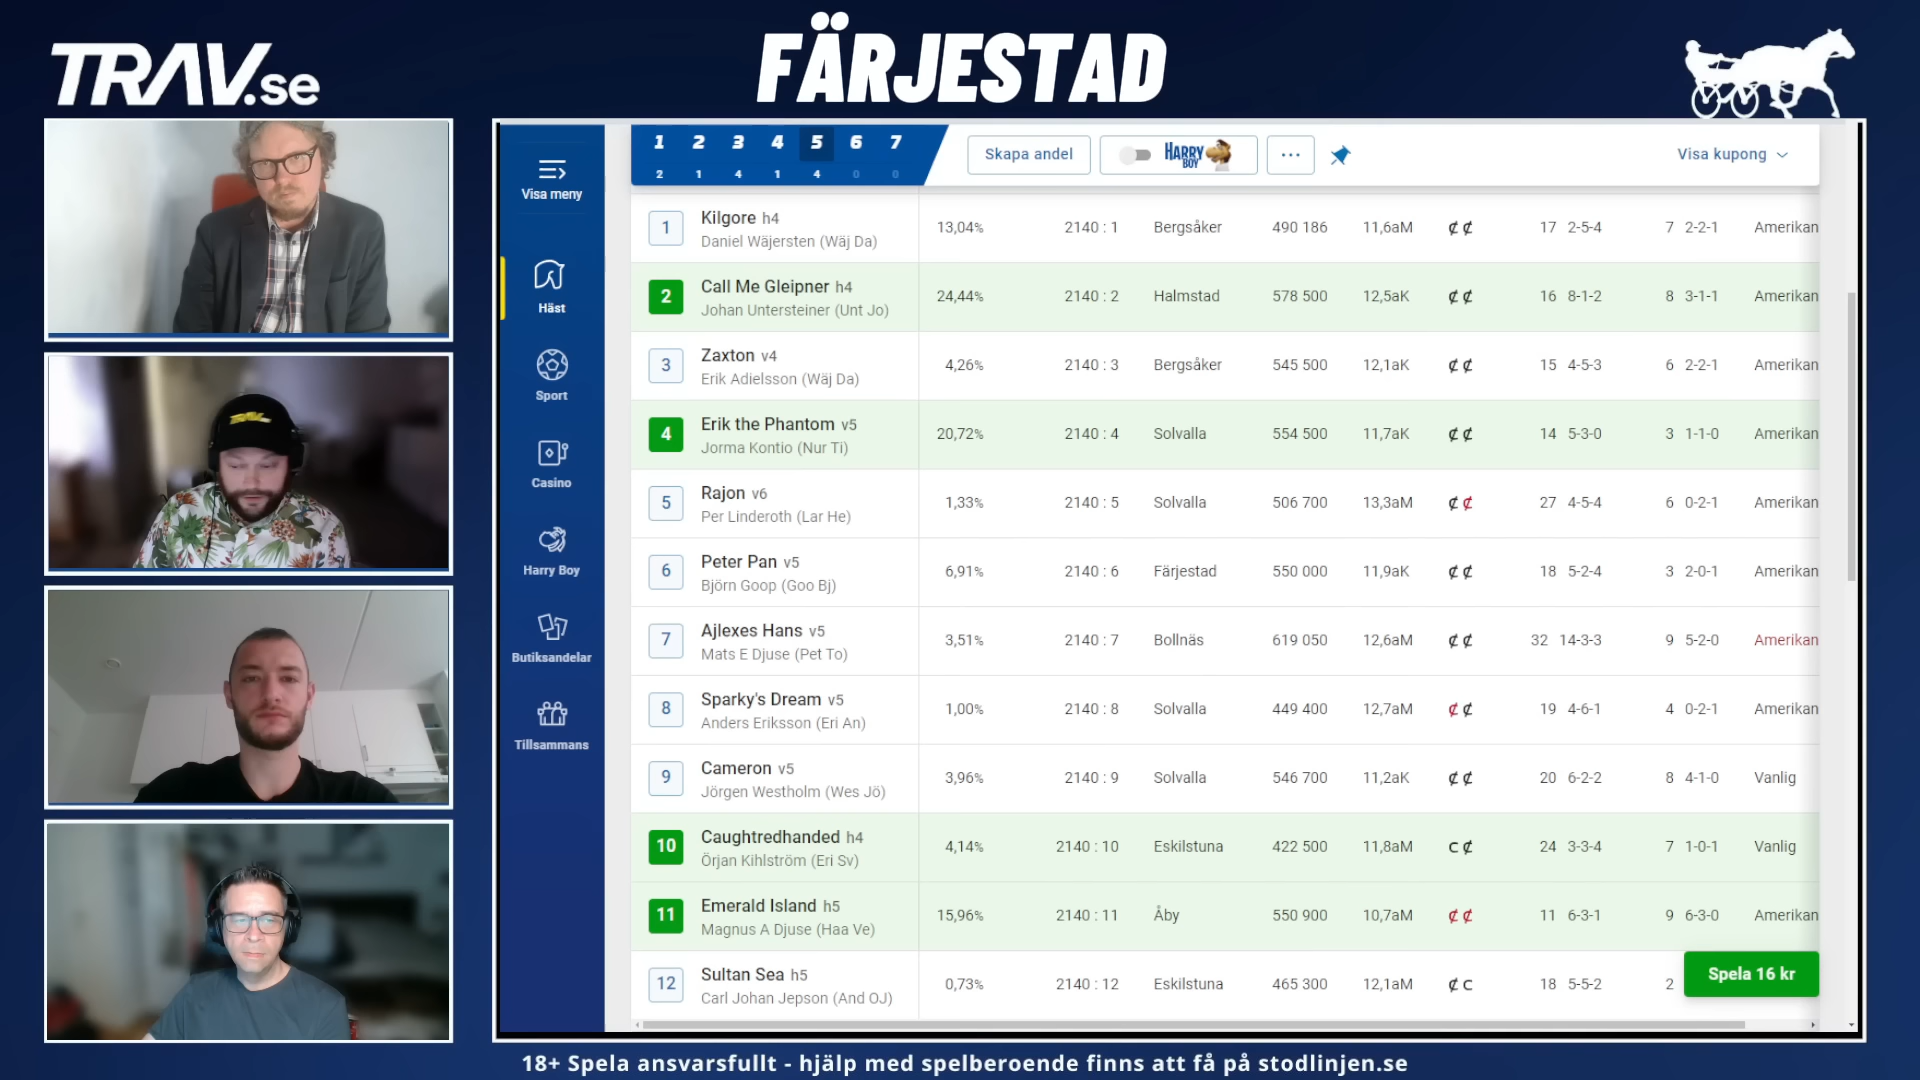 TRAV.se
FÄRJESTAD
1 2 3 4 5 6 7
2 1 4 1 4 0 0
Skapa andel
HARRY BOY
...
Visa kupong
Visa meny
Häst
Sport
Casino
Harry Boy
Butiksandelar
Tillsammans
1 Kilgore h4 13,04% 2140 : 1 Bergsåker 490 186 11,6aM ₵ ₵ 17 2-5-4 7 2-2-1 Amerikan
Daniel Wäjersten (Wäj Da)
2 Call Me Gleipner h4 24,44% 2140 : 2 Halmstad 578 500 12,5aK ₵ ₵ 16 8-1-2 8 3-1-1 Amerikan
Johan Untersteiner (Unt Jo)
3 Zaxton v4 4,26% 2140 : 3 Bergsåker 545 500 12,1aK ₵ ₵ 15 4-5-3 6 2-2-1 Amerikan
Erik Adielsson (Wäj Da)
4 Erik the Phantom v5 20,72% 2140 : 4 Solvalla 554 500 11,7aK ₵ ₵ 14 5-3-0 3 1-1-0 Amerikan
Jorma Kontio (Nur Ti)
5 Rajon v6 1,33% 2140 : 5 Solvalla 506 700 13,3aM ₵ ₵ 27 4-5-4 6 0-2-1 Amerikan
Per Linderoth (Lar He)
6 Peter Pan v5 6,91% 2140 : 6 Färjestad 550 000 11,9aK ₵ ₵ 18 5-2-4 3 2-0-1 Amerikan
Björn Goop (Goo Bj)
7 Ajlexes Hans v5 3,51% 2140 : 7 Bollnäs 619 050 12,6aM ₵ ₵ 32 14-3-3 9 5-2-0 Amerikan
Mats E Djuse (Pet To)
8 Sparky's Dream v5 1,00% 2140 : 8 Solvalla 449 400 12,7aM ₵ ₵ 19 4-6-1 4 0-2-1 Amerikan
Anders Eriksson (Eri An)
9 Cameron v5 3,96% 2140 : 9 Solvalla 546 700 11,2aK ₵ ₵ 20 6-2-2 8 4-1-0 Vanlig
Jörgen Westholm (Wes Jö)
10 Caughtredhanded h4 4,14% 2140 : 10 Eskilstuna 422 500 11,8aM C ₵ 24 3-3-4 7 1-0-1 Vanlig
Örjan Kihlström (Eri Sv)
11 Emerald Island h5 15,96% 2140 : 11 Åby 550 900 10,7aM ₵ ₵ 11 6-3-1 9 6-3-0 Amerikan
Magnus A Djuse (Haa Ve)
12 Sultan Sea h5 0,73% 2140 : 12 Eskilstuna 465 300 12,1aM ₵ C 18 5-5-2 2
Carl Johan Jepson (And OJ)
Spela 16 kr
18+ Spela ansvarsfullt - hjälp med spelberoende finns att få på stodlinjen.se